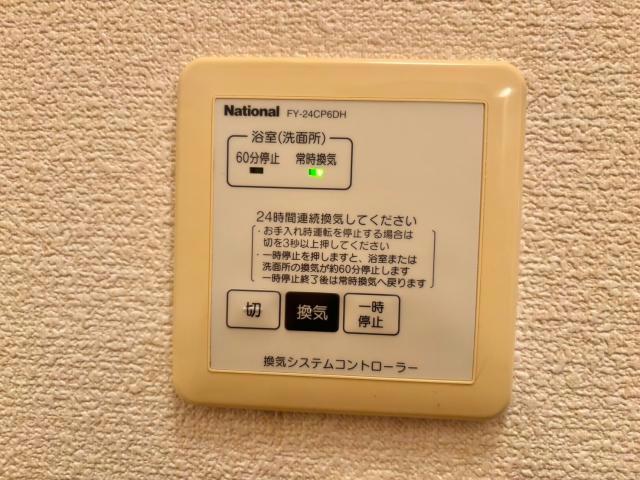 National FY-24CP6DH
浴室(洗面所)
60分停止 常時換気
24時間連続換気してください
・お手入れ時運転を停止する場合は
切を3秒以上押してください
・一時停止を押しますと、浴室または
洗面所の換気が約60分停止します
一時停止終了後は常時換気へ戻ります
切 換気 一時
停止
換気システムコントローラー